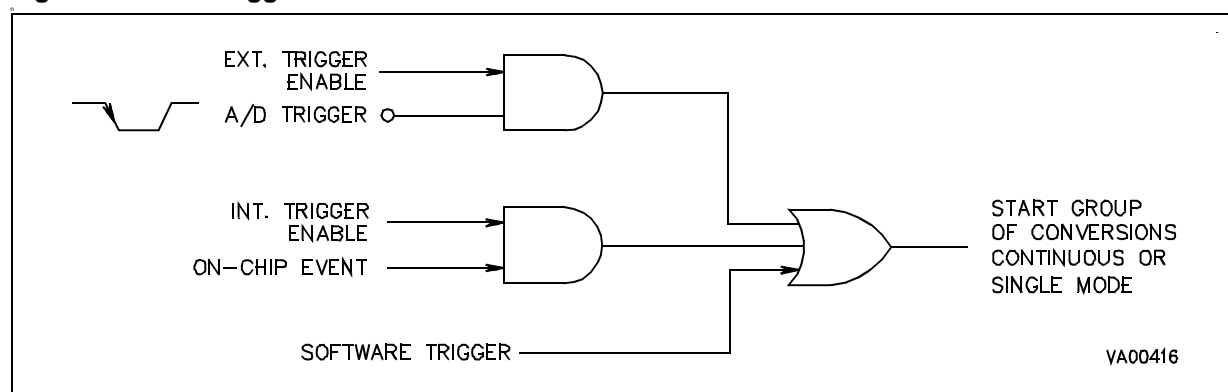 EXT. TRIGGER
ENABLE
A/D TRIGGER
INT. TRIGGER
ENABLE
ON-CHIP EVENT
SOFTWARE TRIGGER
START GROUP
OF CONVERSIONS
CONTINUOUS OR
SINGLE MODE
VA00416